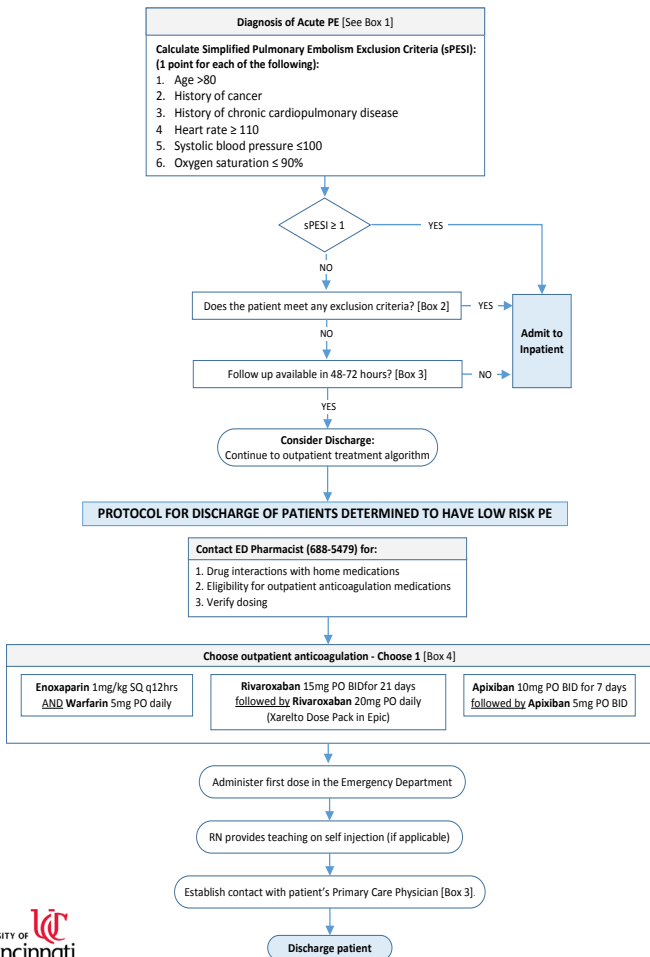 Diagnosis of Acute PE [See Box 1]
Calculate Simplified Pulmonary Embolism Exclusion Criteria (sPESI):
(1 point for each of the following):
1. Age >80
2. History of cancer
3. History of chronic cardiopulmonary disease
4 Heart rate ≥ 110
5. Systolic blood pressure ≤100
6. Oxygen saturation ≤ 90%
sPESI ≥ 1
YES
NO
Does the patient meet any exclusion criteria? [Box 2]
YES
Admit to
Inpatient
NO
Follow up available in 48-72 hours? [Box 3]
NO
YES
Consider Discharge:
Continue to outpatient treatment algorithm
PROTOCOL FOR DISCHARGE OF PATIENTS DETERMINED TO HAVE LOW RISK PE
Contact ED Pharmacist (688-5479) for:
1. Drug interactions with home medications
2. Eligibility for outpatient anticoagulation medications
3. Verify dosing
Choose outpatient anticoagulation - Choose 1 [Box 4]
Enoxaparin 1mg/kg SQ q12hrs
AND Warfarin 5mg PO daily
Rivaroxaban 15mg PO BIDfor 21 days
followed by Rivaroxaban 20mg PO daily
(Xarelto Dose Pack in Epic)
Apixiban 10mg PO BID for 7 days
followed by Apixiban 5mg PO BID
Administer first dose in the Emergency Department
RN provides teaching on self injection (if applicable)
Establish contact with patient's Primary Care Physician [Box 3].
Discharge patient
SITY OF UC
ncinnati